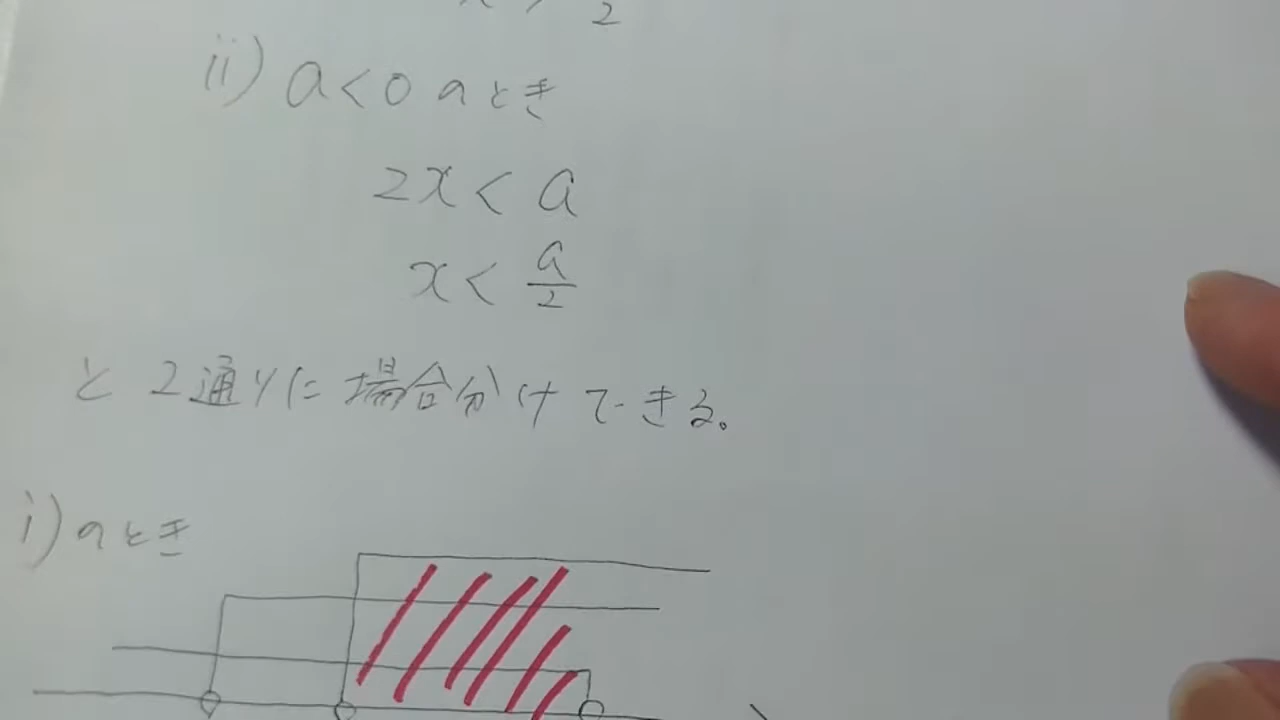 x > 2
ii) a<0 のとき
2x < a
x < a/2
と 2通りに場合分けできる。
i) のとき